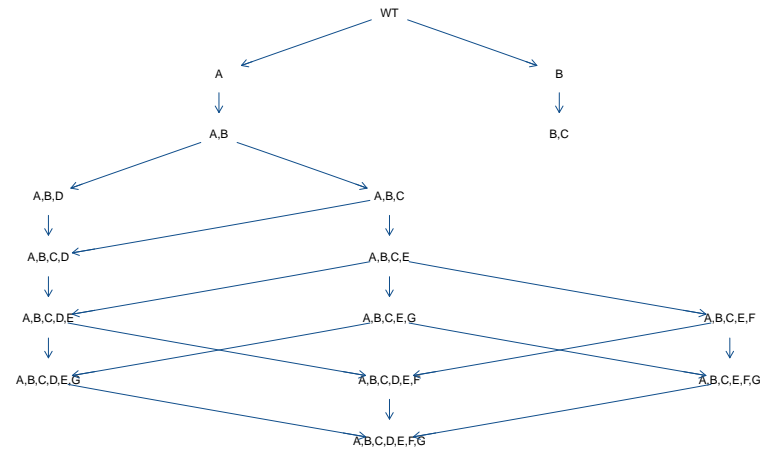 WT
A
B
A,B
B,C
A,B,D
A,B,C
A,B,C,D
A,B,C,E
A,B,C,D,E
A,B,C,E,G
A,B,C,E,F
A,B,C,D,E,G
A,B,C,D,E,F
A,B,C,E,F,G
A,B,C,D,E,F,G